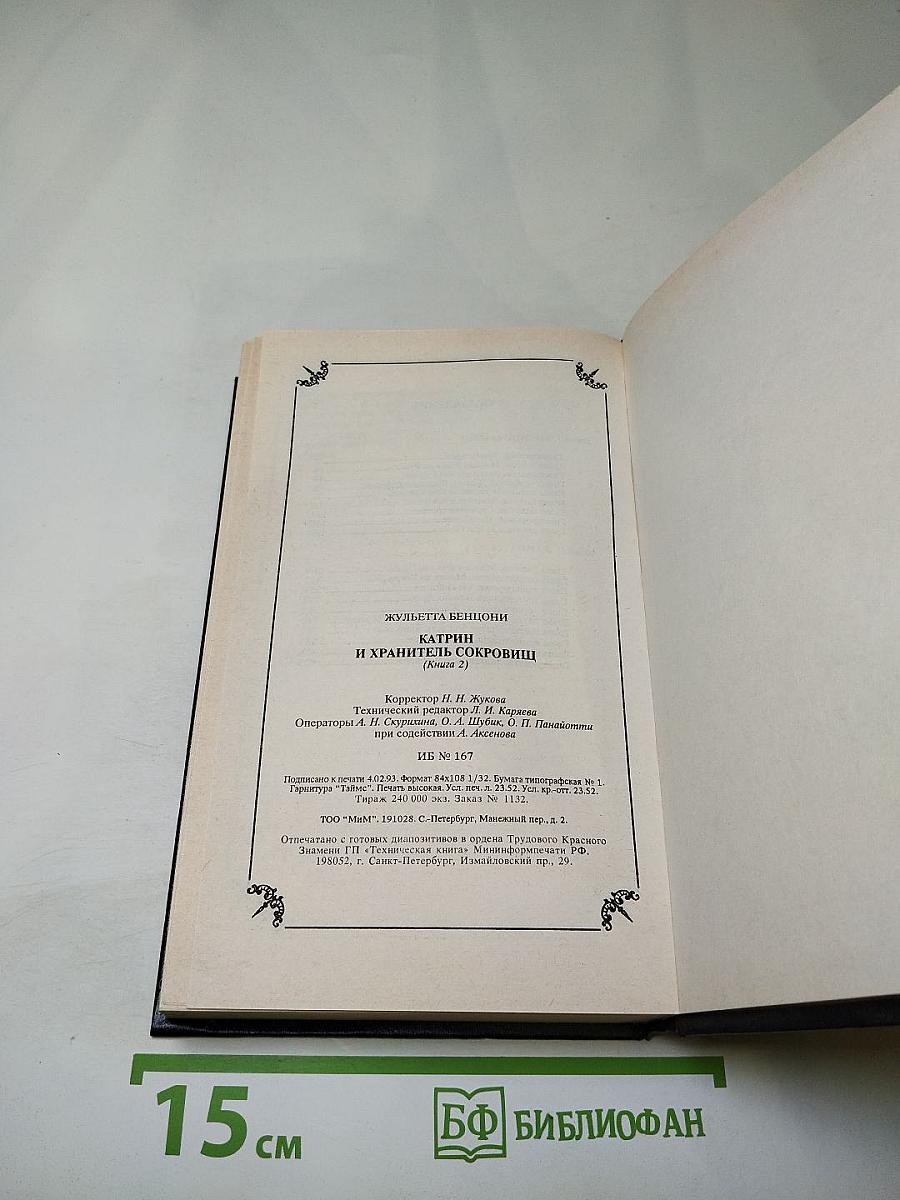 ЖУЛЬЕТТА БЕНЦОНИ
КАТРИН
И ХРАНИТЕЛЬ СОКРОВИЩ
(Книга 2)
Корректор Н. Н. Жукова
Технический редактор Л. И. Каряева
Операторы А. Н. Скурихина, О. А. Шубик, О. П. Панайотти
при содействии А. Аксенова
ИБ № 167
Подписано к печати 4.02.93. Формат 84х108 1/32. Бумага типографская № 1.
Гарнитура "Таймс". Печать высокая. Усл. печ. л. 23.52. Усл. кр.-отт. 23.52.
Тираж 240 000 экз. Заказ № 1132.
ТОО "МиМ". 191028. С.-Петербург, Манежный пер., д. 2.
Отпечатано с готовых диапозитивов в ордена Трудового Красного
Знамени ГП «Техническая книга» Мининформпечати РФ.
198052, г. Санкт-Петербург, Измайловский пр., 29.
15 см
БФ БИБЛИОФАН